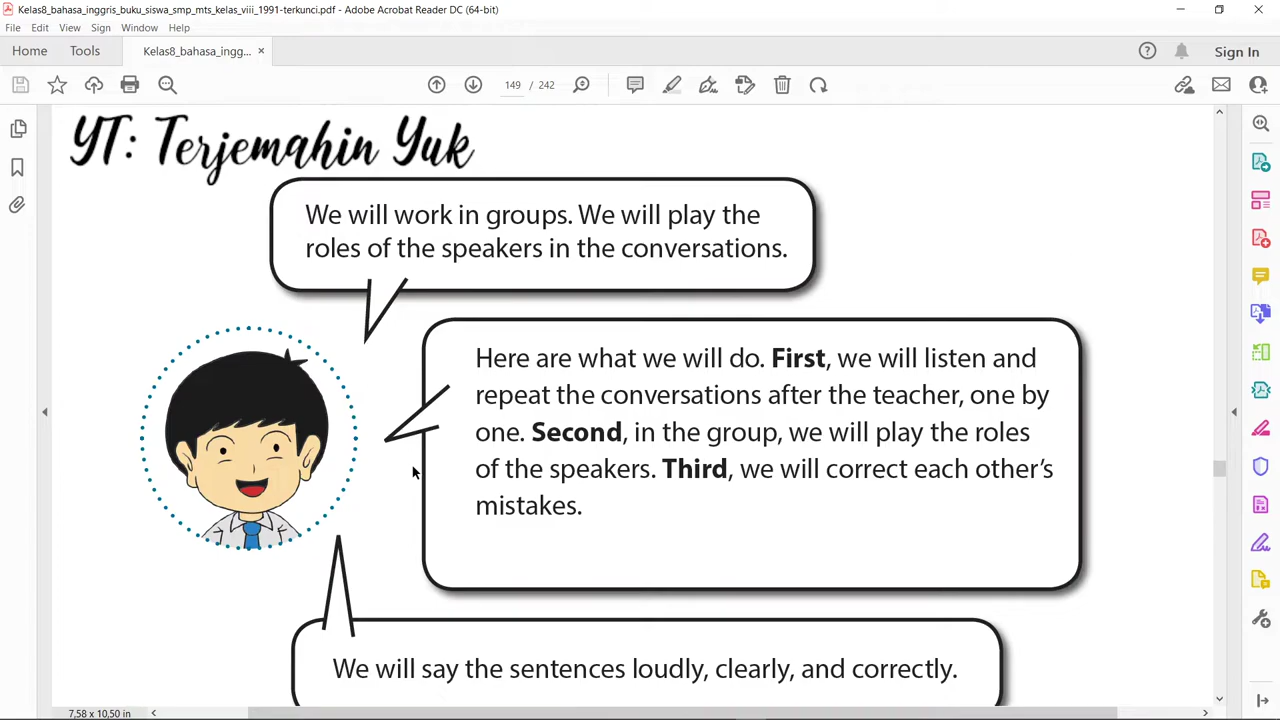 Kelas8_bahasa_inggris_buku_siswa_smp_mts_kelas_viii_1991-terkunci.pdf - Adobe Acrobat Reader DC (64-bit)
File Edit View Sign Window Help
Home Tools Kelas8_bahasa_ingg... × Sign In
149 / 242
YT: Terjemahin Yuk
We will work in groups. We will play the
roles of the speakers in the conversations.
Here are what we will do. First, we will listen and
repeat the conversations after the teacher, one by
one. Second, in the group, we will play the roles
of the speakers. Third, we will correct each other's
mistakes.
We will say the sentences loudly, clearly, and correctly.
7,58 x 10,50 in